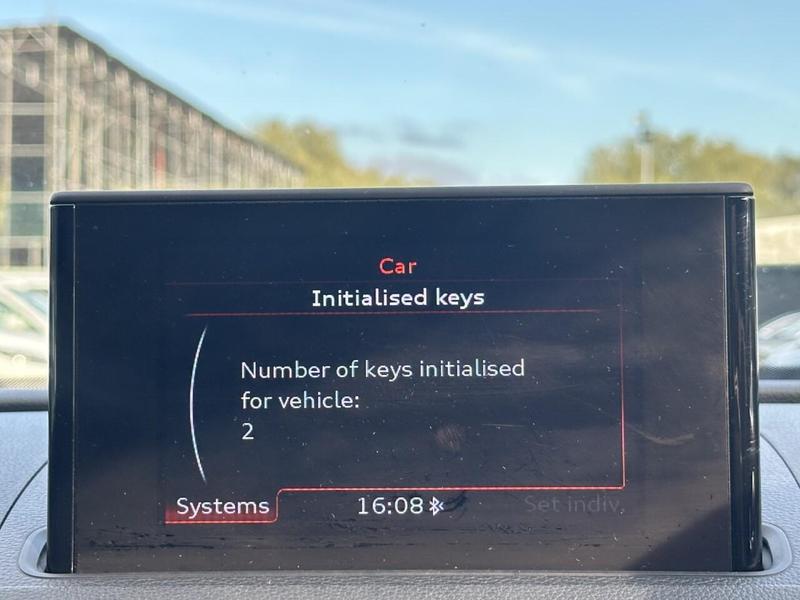 Car
Initialised keys
Number of keys initialised
for vehicle:
2
Systems 16:08 Set indiv.